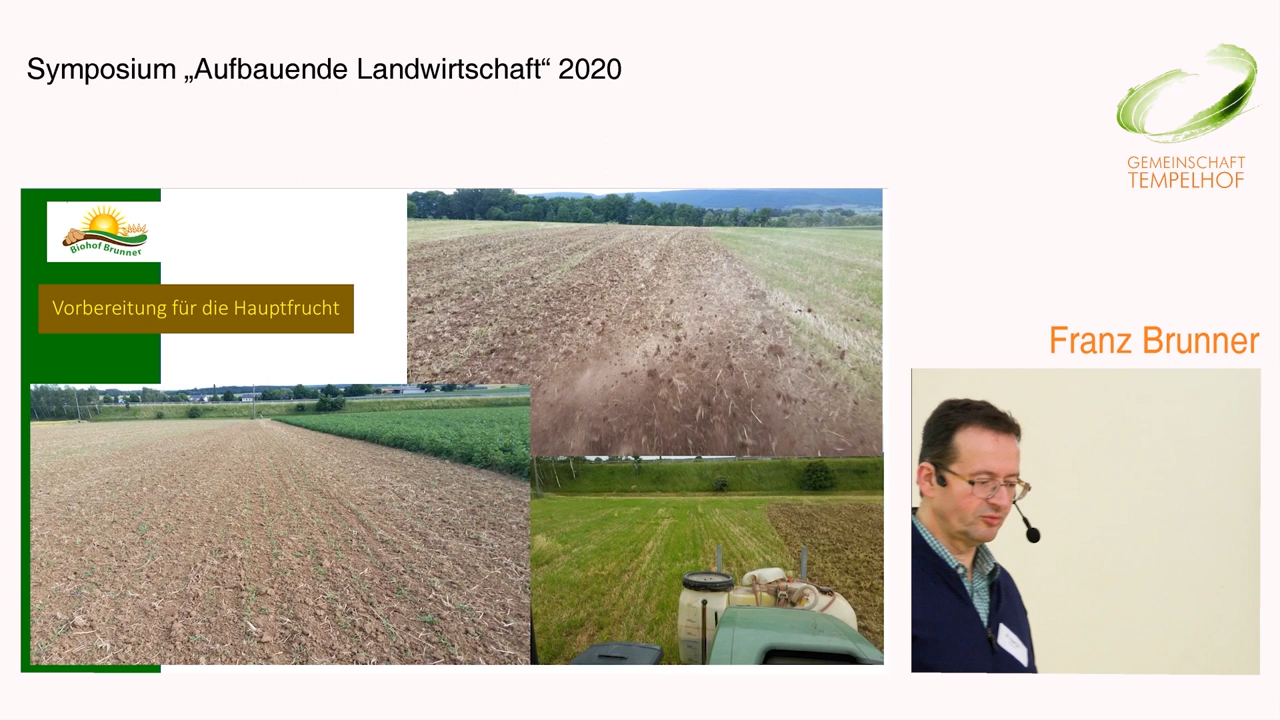 Symposium „Aufbauende Landwirtschaft“ 2020
GEMEINSCHAFT
TEMPELHOF
Biohof Brunner
Vorbereitung für die Hauptfrucht
Franz Brunner